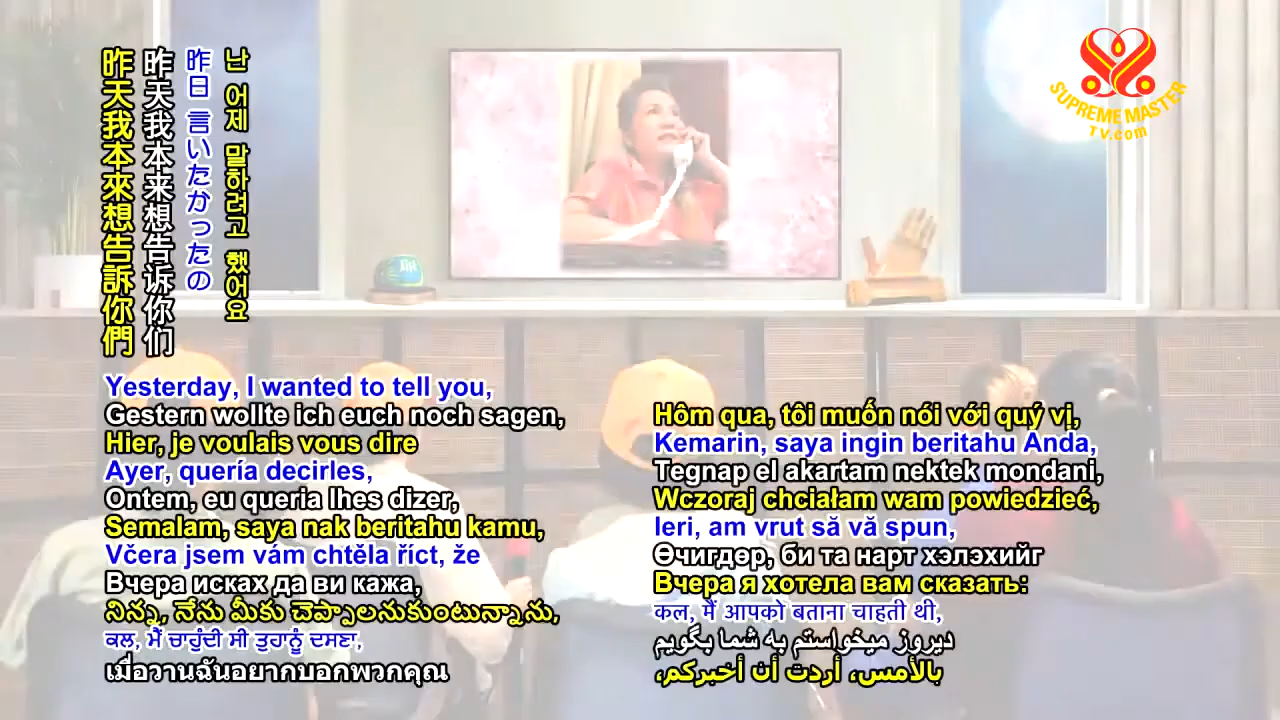 난 어제 말하려고 했어요
昨日 言いたかったの
昨天我本来想告诉你们
昨天我本來想告訴你們
SUPREME MASTER
TV.com
Yesterday, I wanted to tell you,
Gestern wollte ich euch noch sagen,
Hier, je voulais vous dire
Ayer, quería decirles,
Ontem, eu queria lhes dizer,
Semalam, saya nak beritahu kamu,
Včera jsem vám chtěla říct, že
Вчера исках да ви кажа,
నిన్న, నేను మీకు చెప్పాలనుకుంటున్నాను,
ਕਲ, ਮੈਂ ਚਾਹੁੰਦੀ ਸੀ ਤੁਹਾਨੂੰ ਦਸਣਾ,
เมื่อวานฉันอยากบอกพวกคุณ
Hôm qua, tôi muốn nói với quý vị,
Kemarin, saya ingin beritahu Anda,
Tegnap el akartam nektek mondani,
Wczoraj chciałam wam powiedzieć,
Ieri, am vrut să vă spun,
Өчигдөр, би та нарт хэлэхийг
Вчера я хотела вам сказать:
कल, मैं आपको बताना चाहती थी,
دیروز میخواستم به شما بگویم
بالأمس، أردت أن أخبركم،